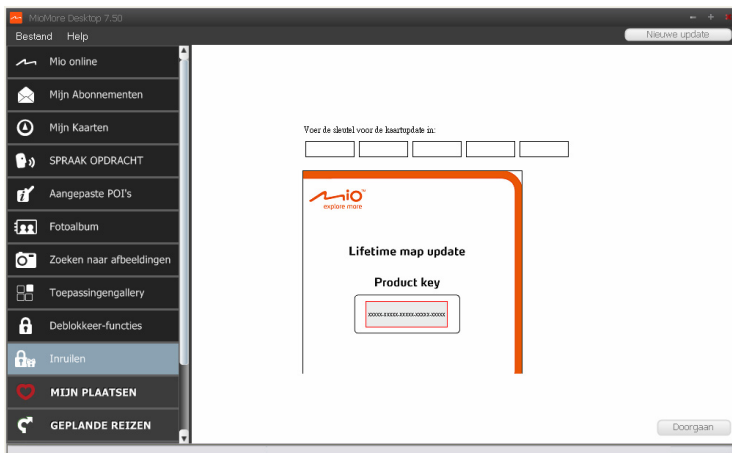 MioMore Desktop 7.50
Bestand Help
Nieuwe update
Mio online
Mijn Abonnementen
Mijn Kaarten
SPRAAK OPDRACHT
Aangepaste POI's
Fotoalbum
Zoeken naar afbeeldingen
Toepassingengallery
Deblokkeer-functies
Inruilen
MIJN PLAATSEN
GEPLANDE REIZEN
Voer de sleutel voor de kaartupdate in:
Mio™
explore more
Lifetime map update
Product key
xxxxx-xxxxx-xxxxx-xxxxx-xxxxx
Doorgaan